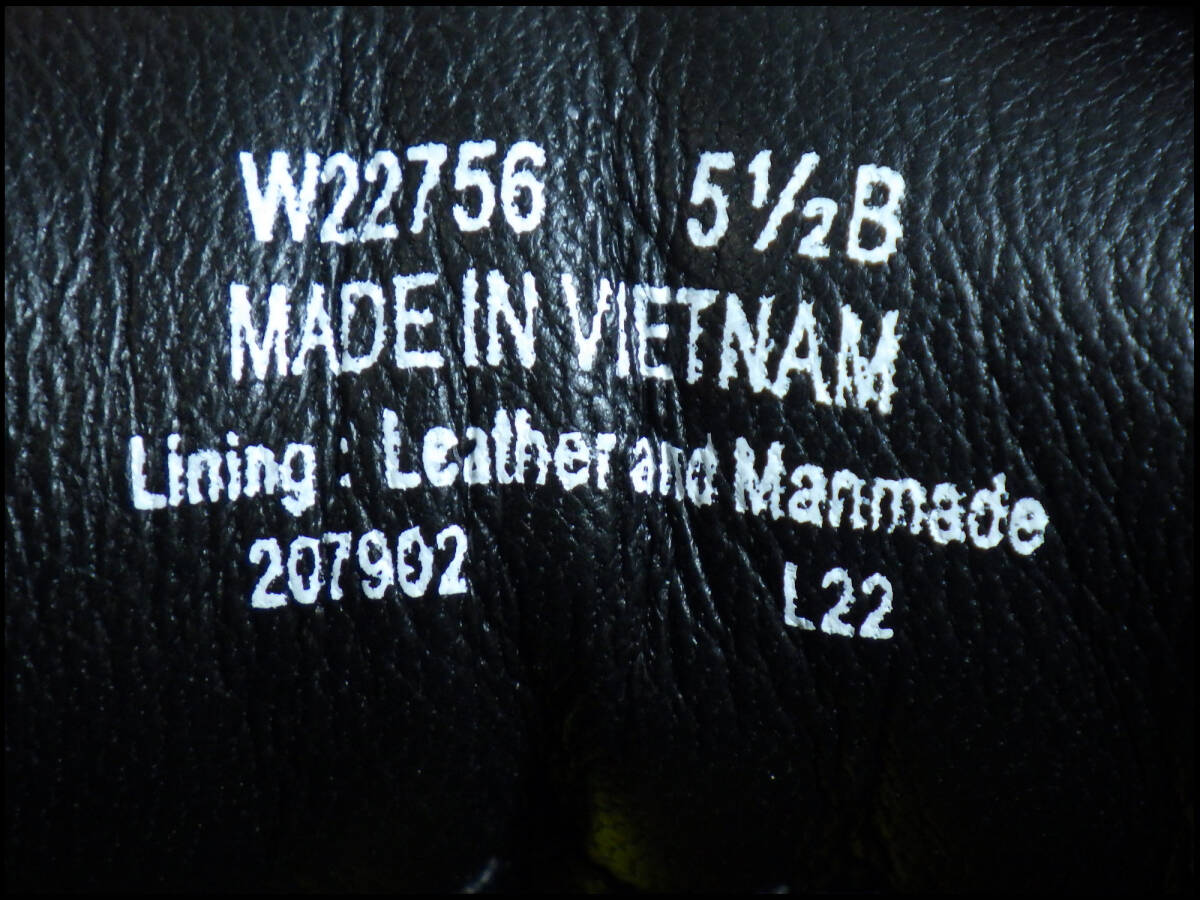 W22756 5½B
MADE IN VIETNAM
Lining : Leather and Manmade
207902 L22